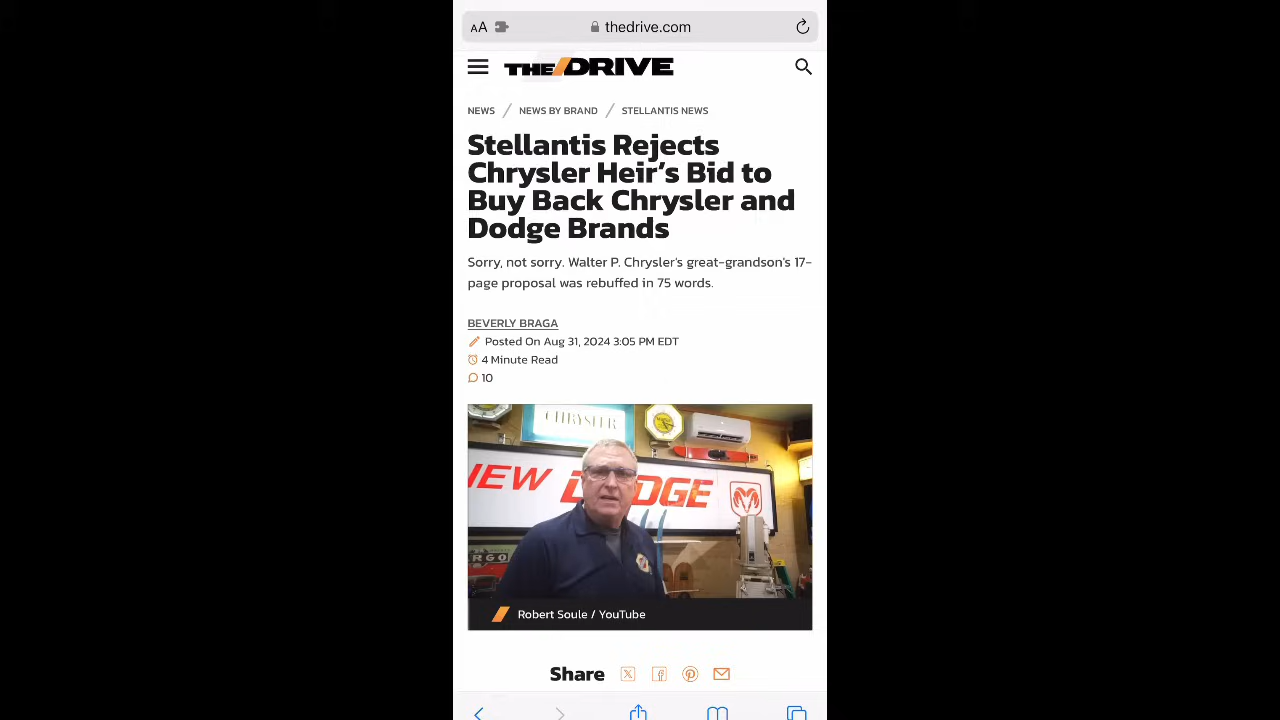 AA
thedrive.com
THE DRIVE
NEWS / NEWS BY BRAND / STELLANTIS NEWS
Stellantis Rejects
Chrysler Heir's Bid to
Buy Back Chrysler and
Dodge Brands
Sorry, not sorry. Walter P. Chrysler's great-grandson's 17-
page proposal was rebuffed in 75 words.
BEVERLY BRAGA
Posted On Aug 31, 2024 3:05 PM EDT
4 Minute Read
10
CHRYSLER
NEW DODGE
Robert Soule / YouTube
Share